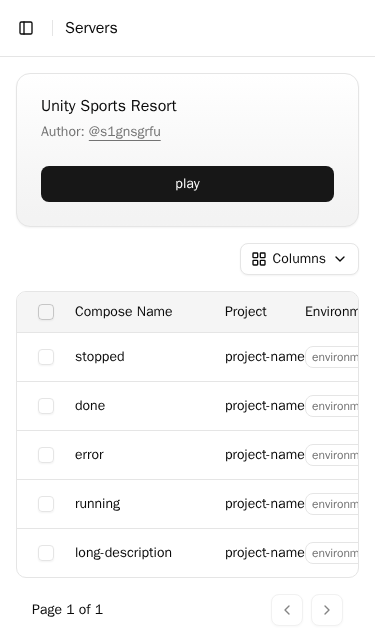 Servers
Unity Sports Resort
Author: @s1gnsgrfu
play
Columns
Compose Name Project Environm
stopped project-name environm
done project-name environm
error project-name environm
running project-name environm
long-description project-name environm
Page 1 of 1